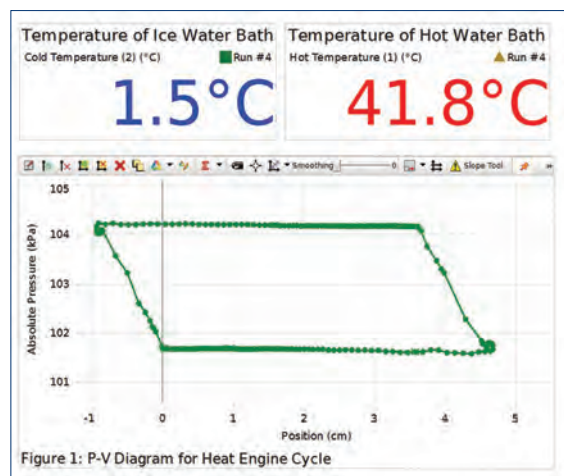 Temperature of Ice Water Bath
Cold Temperature (2) (°C) Run #4
1.5°C
Temperature of Hot Water Bath
Hot Temperature (1) (°C) Run #4
41.8°C
Smoothing 0 Slope Tool
Absolute Pressure (kPa)
105
104
103
102
101
-1 0 1 2 3 4 5
Position (cm)
Figure 1: P-V Diagram for Heat Engine Cycle